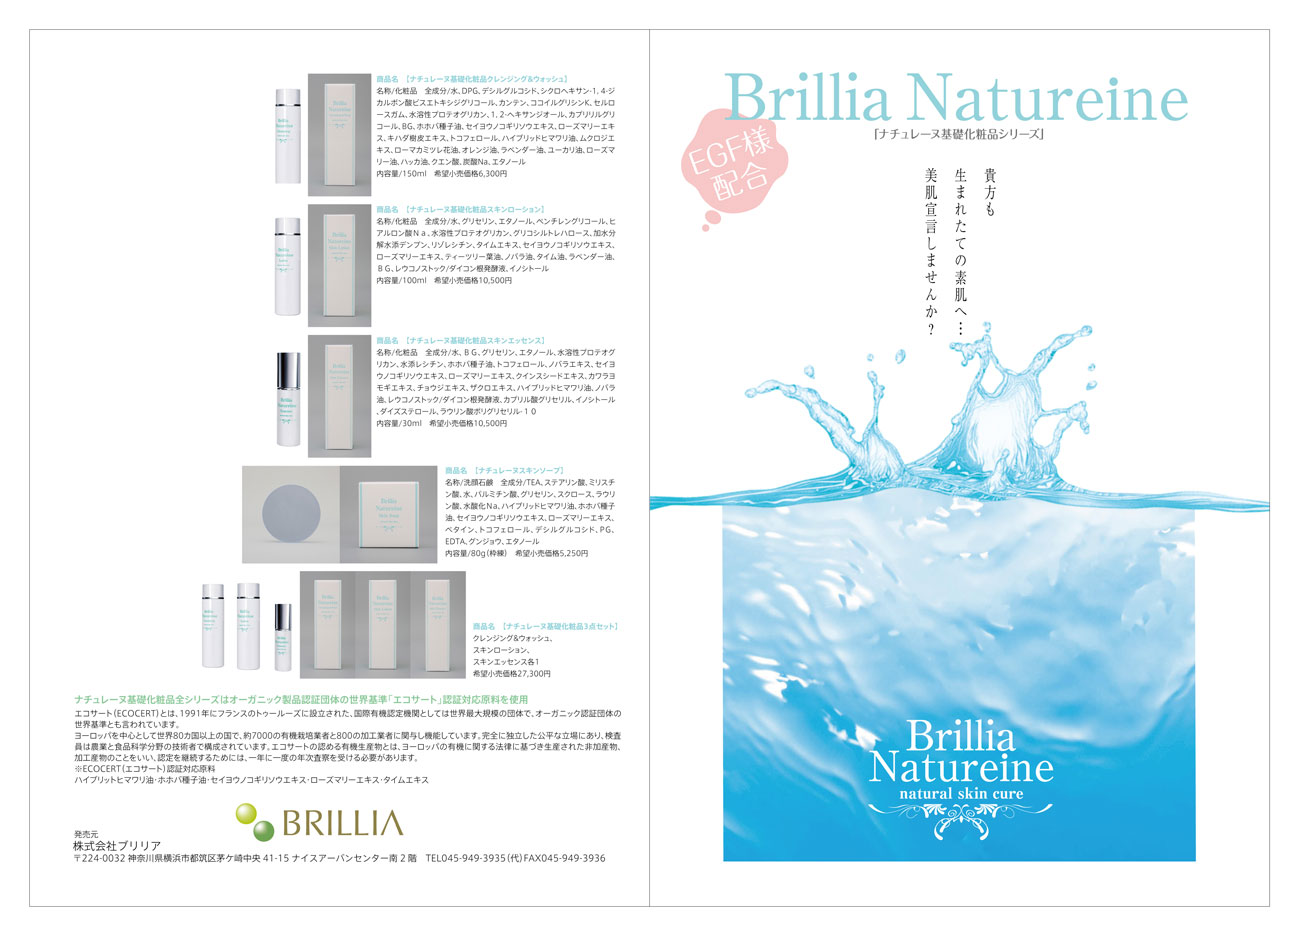 商品名　【ナチュレーヌ基礎化粧品クレンジング&ウォッシュ】
名称/化粧品　全成分/水、DPG、デシルグルコシド、シクロヘキサン-1, 4-ジ
カルボン酸ビスエトキシジグリコール、カンテン、ココイルグリシンK、セルロ
ースガム、水溶性プロテオグリカン、1, 2-ヘキサンジオール、カプリリルグリ
コール、BG、ホホバ種子油、セイヨウノコギリソウエキス、ローズマリーエキ
ス、キハダ樹皮エキス、トコフェロール、ハイブリッドヒマワリ油、ムクロジエ
キス、ローマカミツレ花油、オレンジ油、ラベンダー油、ユーカリ油、ローズマ
リー油、ハッカ油、クエン酸、炭酸Na、エタノール
内容量/150ml　希望小売価格6,300円
商品名　【ナチュレーヌ基礎化粧品スキンローション】
名称/化粧品　全成分/水、グリセリン、エタノール、ペンチレングリコール、ヒ
アルロン酸Ｎａ、水溶性プロテオグリカン、グリコシルトレハロース、加水分
解水添デンプン、リゾレシチン、タイムエキス、セイヨウノコギリソウエキス、
ローズマリーエキス、ティーツリー葉油、ノバラ油、タイム油、ラベンダー油、
ＢＧ、レウコノストック/ダイコン根発酵液、イノシトール
内容量/100ml　希望小売価格10,500円
商品名　【ナチュレーヌ基礎化粧品スキンエッセンス】
名称/化粧品　全成分/水、ＢＧ、グリセリン、エタノール、水溶性プロテオグ
リカン、水添レシチン、ホホバ種子油、トコフェロール、ノバラエキス、セイヨ
ウノコギリソウエキス、ローズマリーエキス、クインスシードエキス、カワラヨ
モギエキス、チョウジエキス、ザクロエキス、ハイブリッドヒマワリ油、ノバラ
油、レウコノストック/ダイコン根発酵液、カプリル酸グリセリル、イノシトール
、ダイズステロール、ラウリン酸ポリグリセリル-１０
内容量/30ml　希望小売価格10,500円
商品名　【ナチュレーヌスキンソープ】
名称/洗顔石鹸　全成分/TEA、ステアリン酸、ミリスチ
ン酸、水、パルミチン酸、グリセリン、スクロース、ラウリ
ン酸、水酸化Ｎa、ハイブリッドヒマワリ油、ホホバ種子
油、セイヨウノコギリソウエキス、ローズマリーエキス、
ベタイン、トコフェロール、デシルグルコシド、PG、
EDTA、グンジョウ、エタノール
内容量/80g（枠練）　希望小売価格5,250円
商品名　【ナチュレーヌ基礎化粧品3点セット】
クレンジング&ウォッシュ、
スキンローション、
スキンエッセンス各1
希望小売価格27,300円
ナチュレーヌ基礎化粧品全シリーズはオーガニック製品認証団体の世界基準「エコサート」認証対応原料を使用
エコサート（ECOCERT）とは、1991年にフランスのトゥールーズに設立された、国際有機認定機関としては世界最大規模の団体で、オーガニック認証団体の
世界基準とも言われています。
ヨーロッパを中心として世界80カ国以上の国で、約7000の有機栽培業者と800の加工業者に関与し機能しています。完全に独立した公平な立場にあり、検査
員は農業と食品科学分野の技術者で構成されています。エコサートの認める有機生産物とは、ヨーロッパの有機に関する法律に基づき生産された非加産物、
加工産物のことをいい、認定を継続するためには、一年に一度の年次査察を受ける必要があります。
※ECOCERT（エコサート）認証対応原料
ハイブリットヒマワリ油・ホホバ種子油・セイヨウノコギリソウエキス・ローズマリーエキス・タイムエキス
BRILLIA
発売元
株式会社ブリリア
〒224-0032 神奈川県横浜市都筑区茅ケ崎中央 41-15 ナイスアーバンセンター南 2 階　TEL045-949-3935（代）FAX045-949-3936
Brillia Natureine
『ナチュレーヌ基礎化粧品シリーズ』
EGF様
配合
貴方も
生まれたての素肌へ…
美肌宣言しませんか？
Brillia
Natureine
natural skin cure